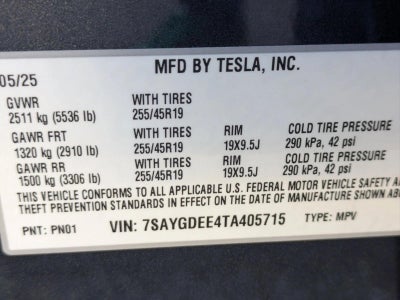 05/25 MFD BY TESLA, INC.
GVWR WITH TIRES
2511 kg (5536 lb) 255/45R19
GAWR FRT WITH TIRES RIM COLD TIRE PRESSURE
1320 kg (2910 lb) 255/45R19 19X9.5J 290 kPa, 42 psi
GAWR RR WITH TIRES RIM COLD TIRE PRESSURE
1500 kg (3306 lb) 255/45R19 19X9.5J 290 kPa, 42 psi
THIS VEHICLE CONFORMS TO ALL APPLICABLE U.S. FEDERAL MOTOR VEHICLE SAFETY
THEFT PREVENTION STANDARDS IN EFFECT ON THE DATE OF MANUFACTURE SHOWN
PNT: PN01 VIN: 7SAYGDEE4TA405715 TYPE: MPV